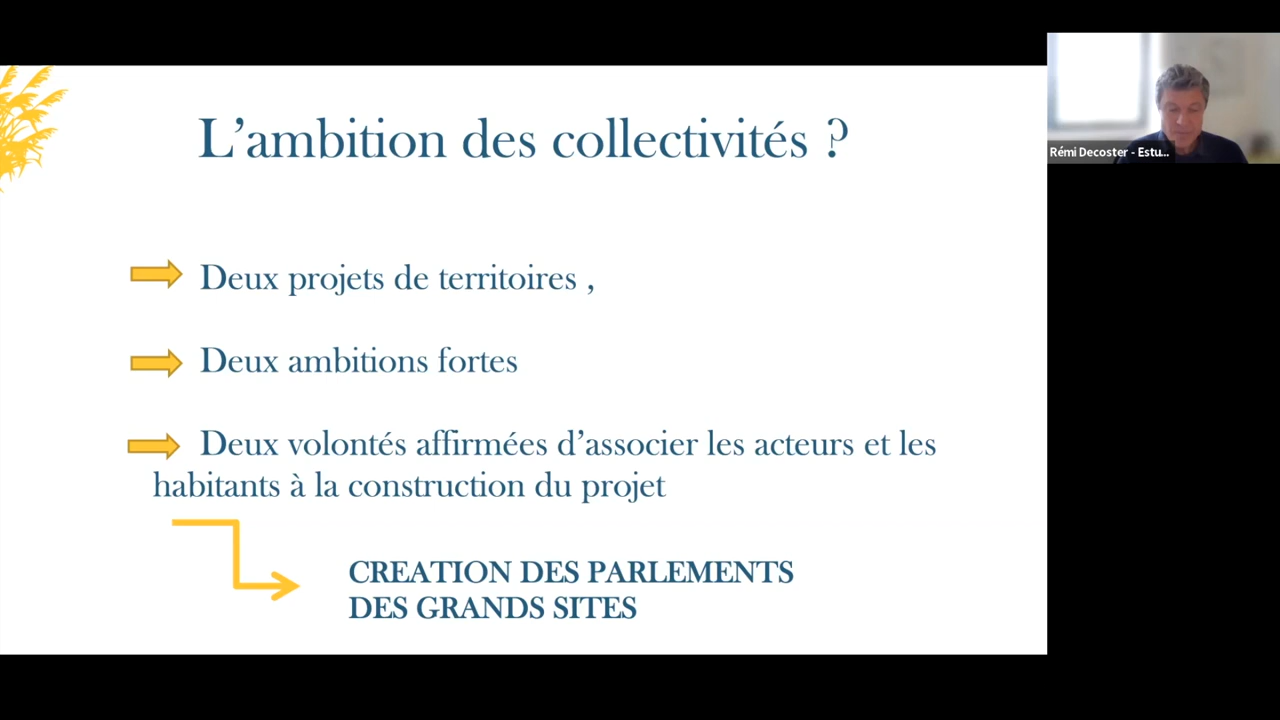 L'ambition des collectivités ?
Rémi Decoster - Estu...
Deux projets de territoires ,
Deux ambitions fortes
Deux volontés affirmées d'associer les acteurs et les
habitants à la construction du projet
CREATION DES PARLEMENTS
DES GRANDS SITES